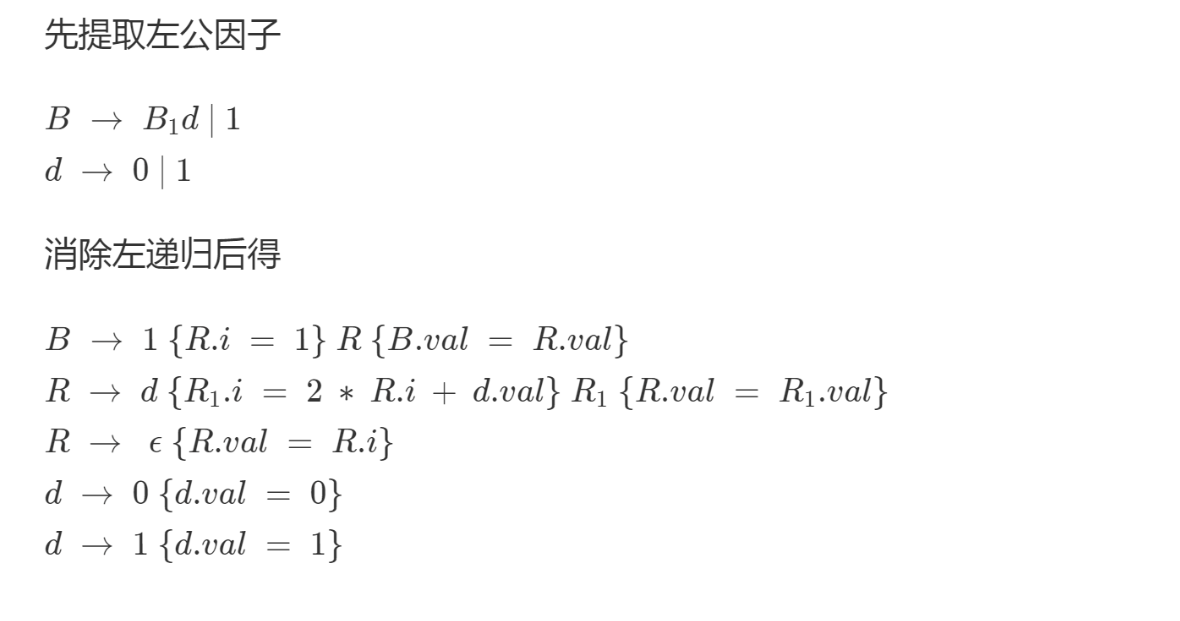 先提取左公因子
B → B₁d | 1
d → 0 | 1
消除左递归后得
B → 1 {R.i = 1} R {B.val = R.val}
R → d {R₁.i = 2 * R.i + d.val} R₁ {R.val = R₁.val}
R → ϵ {R.val = R.i}
d → 0 {d.val = 0}
d → 1 {d.val = 1}